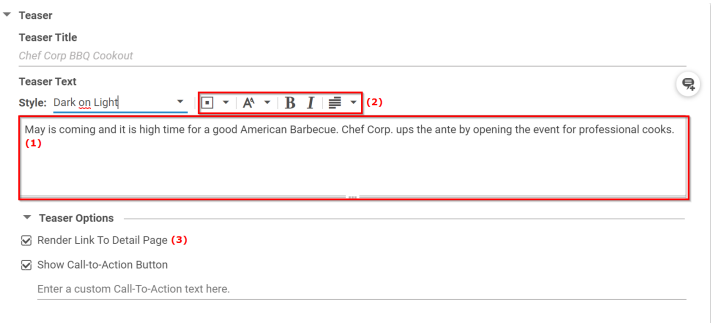 Teaser
Teaser Title
Chef Corp BBQ Cookout
Teaser Text
Style: Dark on Light B I (2)
May is coming and it is high time for a good American Barbecue. Chef Corp. ups the ante by opening the event for professional cooks.
(1)
Teaser Options
Render Link To Detail Page (3)
Show Call-to-Action Button
Enter a custom Call-To-Action text here.